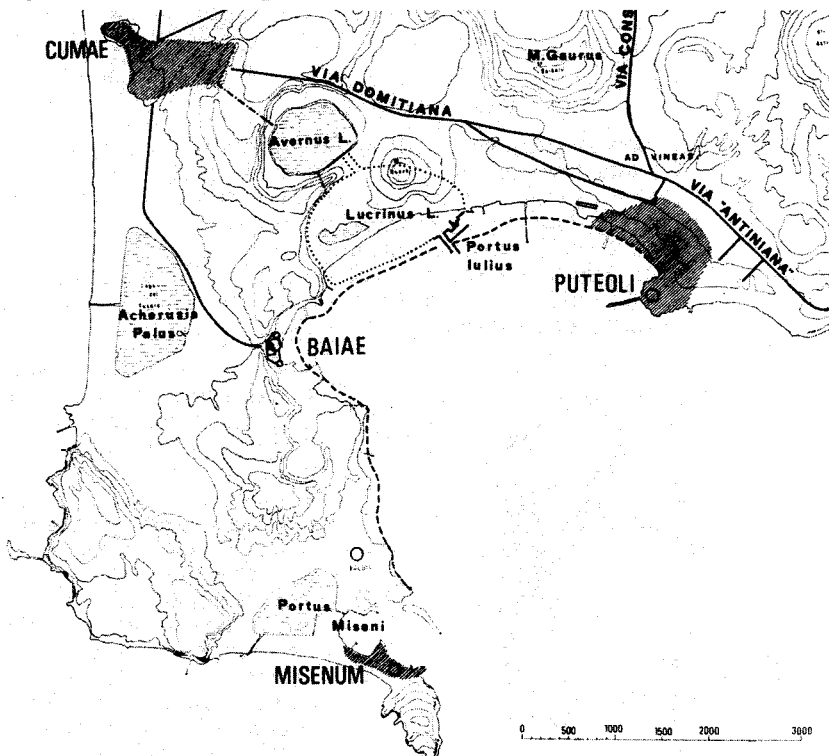 CUMAE
M.Gaurus
VIA CONS
VIA DOMITIANA
Avernus L.
AD VINEAS
VIA "ANTINIANA"
Lucrinus L.
Portus
Iulius
PUTEOLI
Acherusia
Palus
BAIAE
Portus
Miseni
MISENUM
0 500 1000 2000 3000